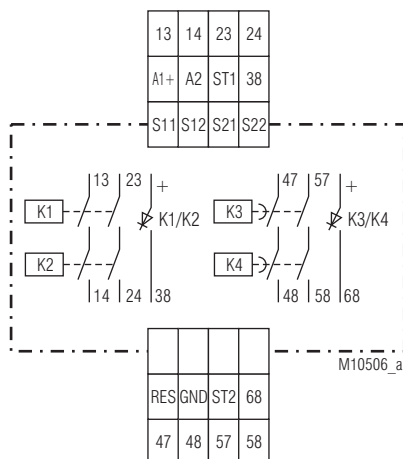 13 14 23 24
A1+ A2 ST1 38
S11 S12 S21 S22
13 23 + 47 57 +
K1 K1/K2 K3 K3/K4
K2 K4
14 24 38 48 58 68
M10506_a
RES GND ST2 68
47 48 57 58